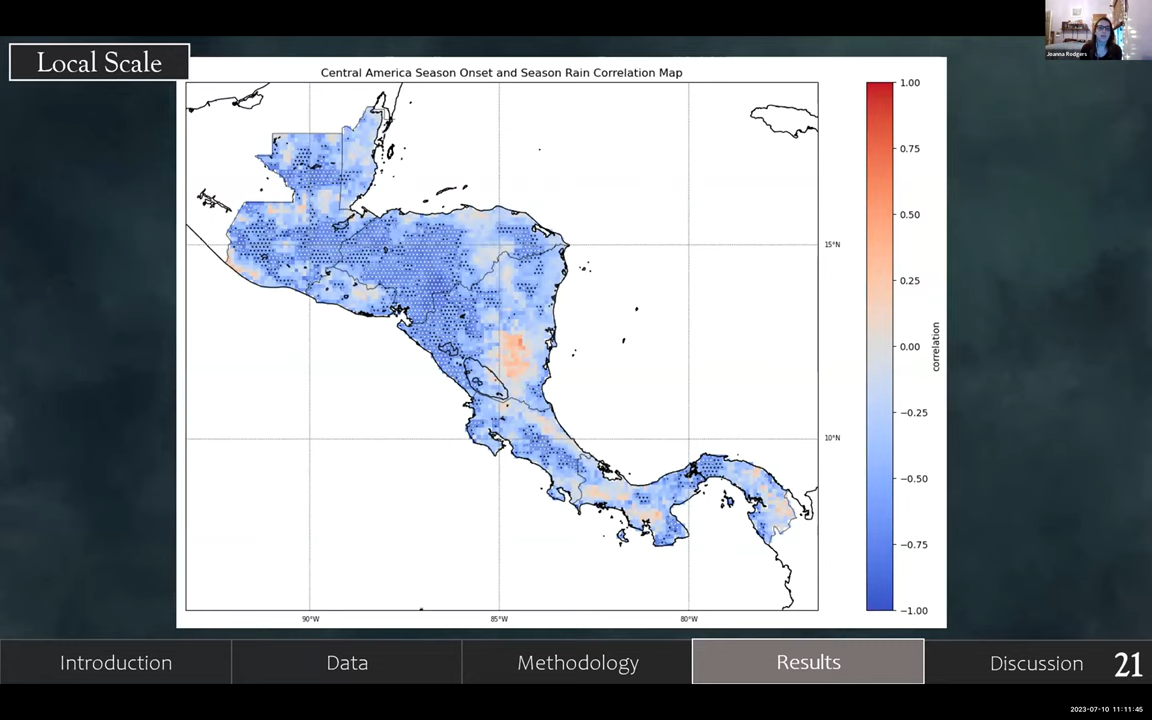 Local Scale
Joanna Rodgers
Central America Season Onset and Season Rain Correlation Map
1.00
0.75
0.50
0.25
0.00
−0.25
−0.50
−0.75
−1.00
correlation
15°N
10°N
90°W
85°W
80°W
Introduction
Data
Methodology
Results
Discussion
21
2023-07-10 11:11:45